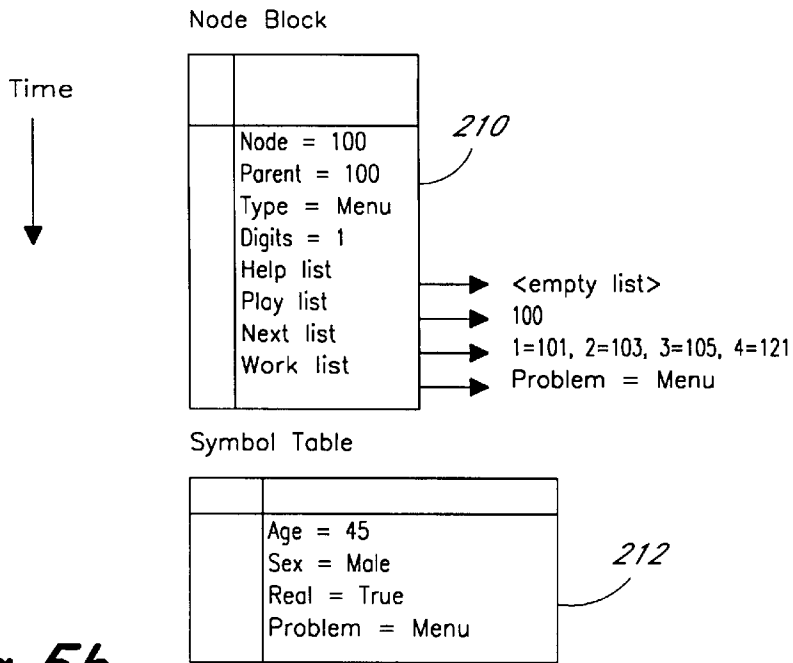 Node Block
Time
210
Node = 100
Parent = 100
Type = Menu
Digits = 1
Help list
<empty list>
Play list
100
Next list
1=101, 2=103, 3=105, 4=121
Work list
Problem = Menu
Symbol Table
212
Age = 45
Sex = Male
Real = True
Problem = Menu